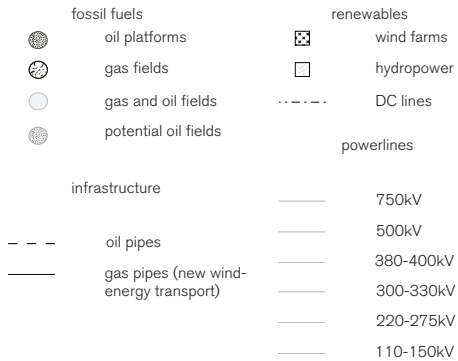 fossil fuels
oil platforms
gas fields
gas and oil fields
potential oil fields
infrastructure
oil pipes
gas pipes (new wind-
energy transport)
renewables
wind farms
hydropower
DC lines
powerlines
750kV
500kV
380-400kV
300-330kV
220-275kV
110-150kV